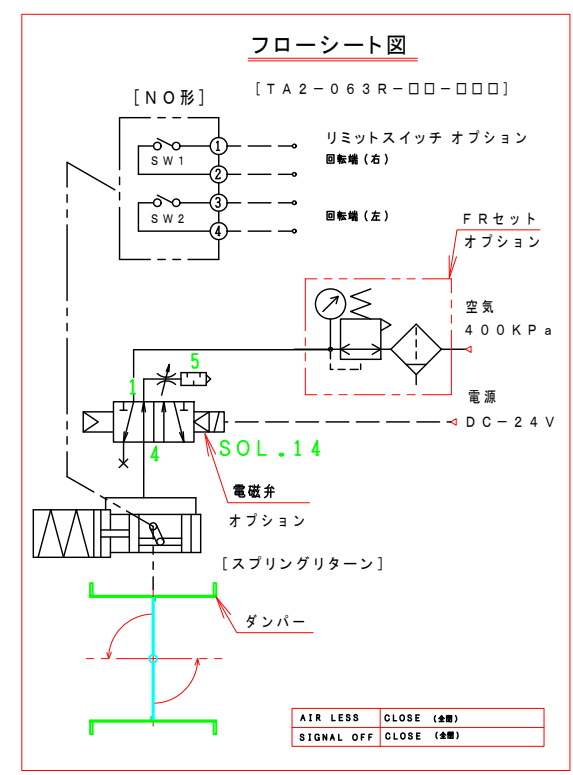 フローシート図
[TA2-063R-□□-□□□]
[NO形]
リミットスイッチ オプション
1
SW1
回転端(右)
2
3
SW2
回転端(左)
4
FRセット
オプション
空気
400KPa
電源
DC-24V
5
1
4
SOL.14
電磁弁
オプション
[スプリングリターン]
ダンパー
AIR LESS CLOSE (全閉)
SIGNAL OFF CLOSE (全閉)